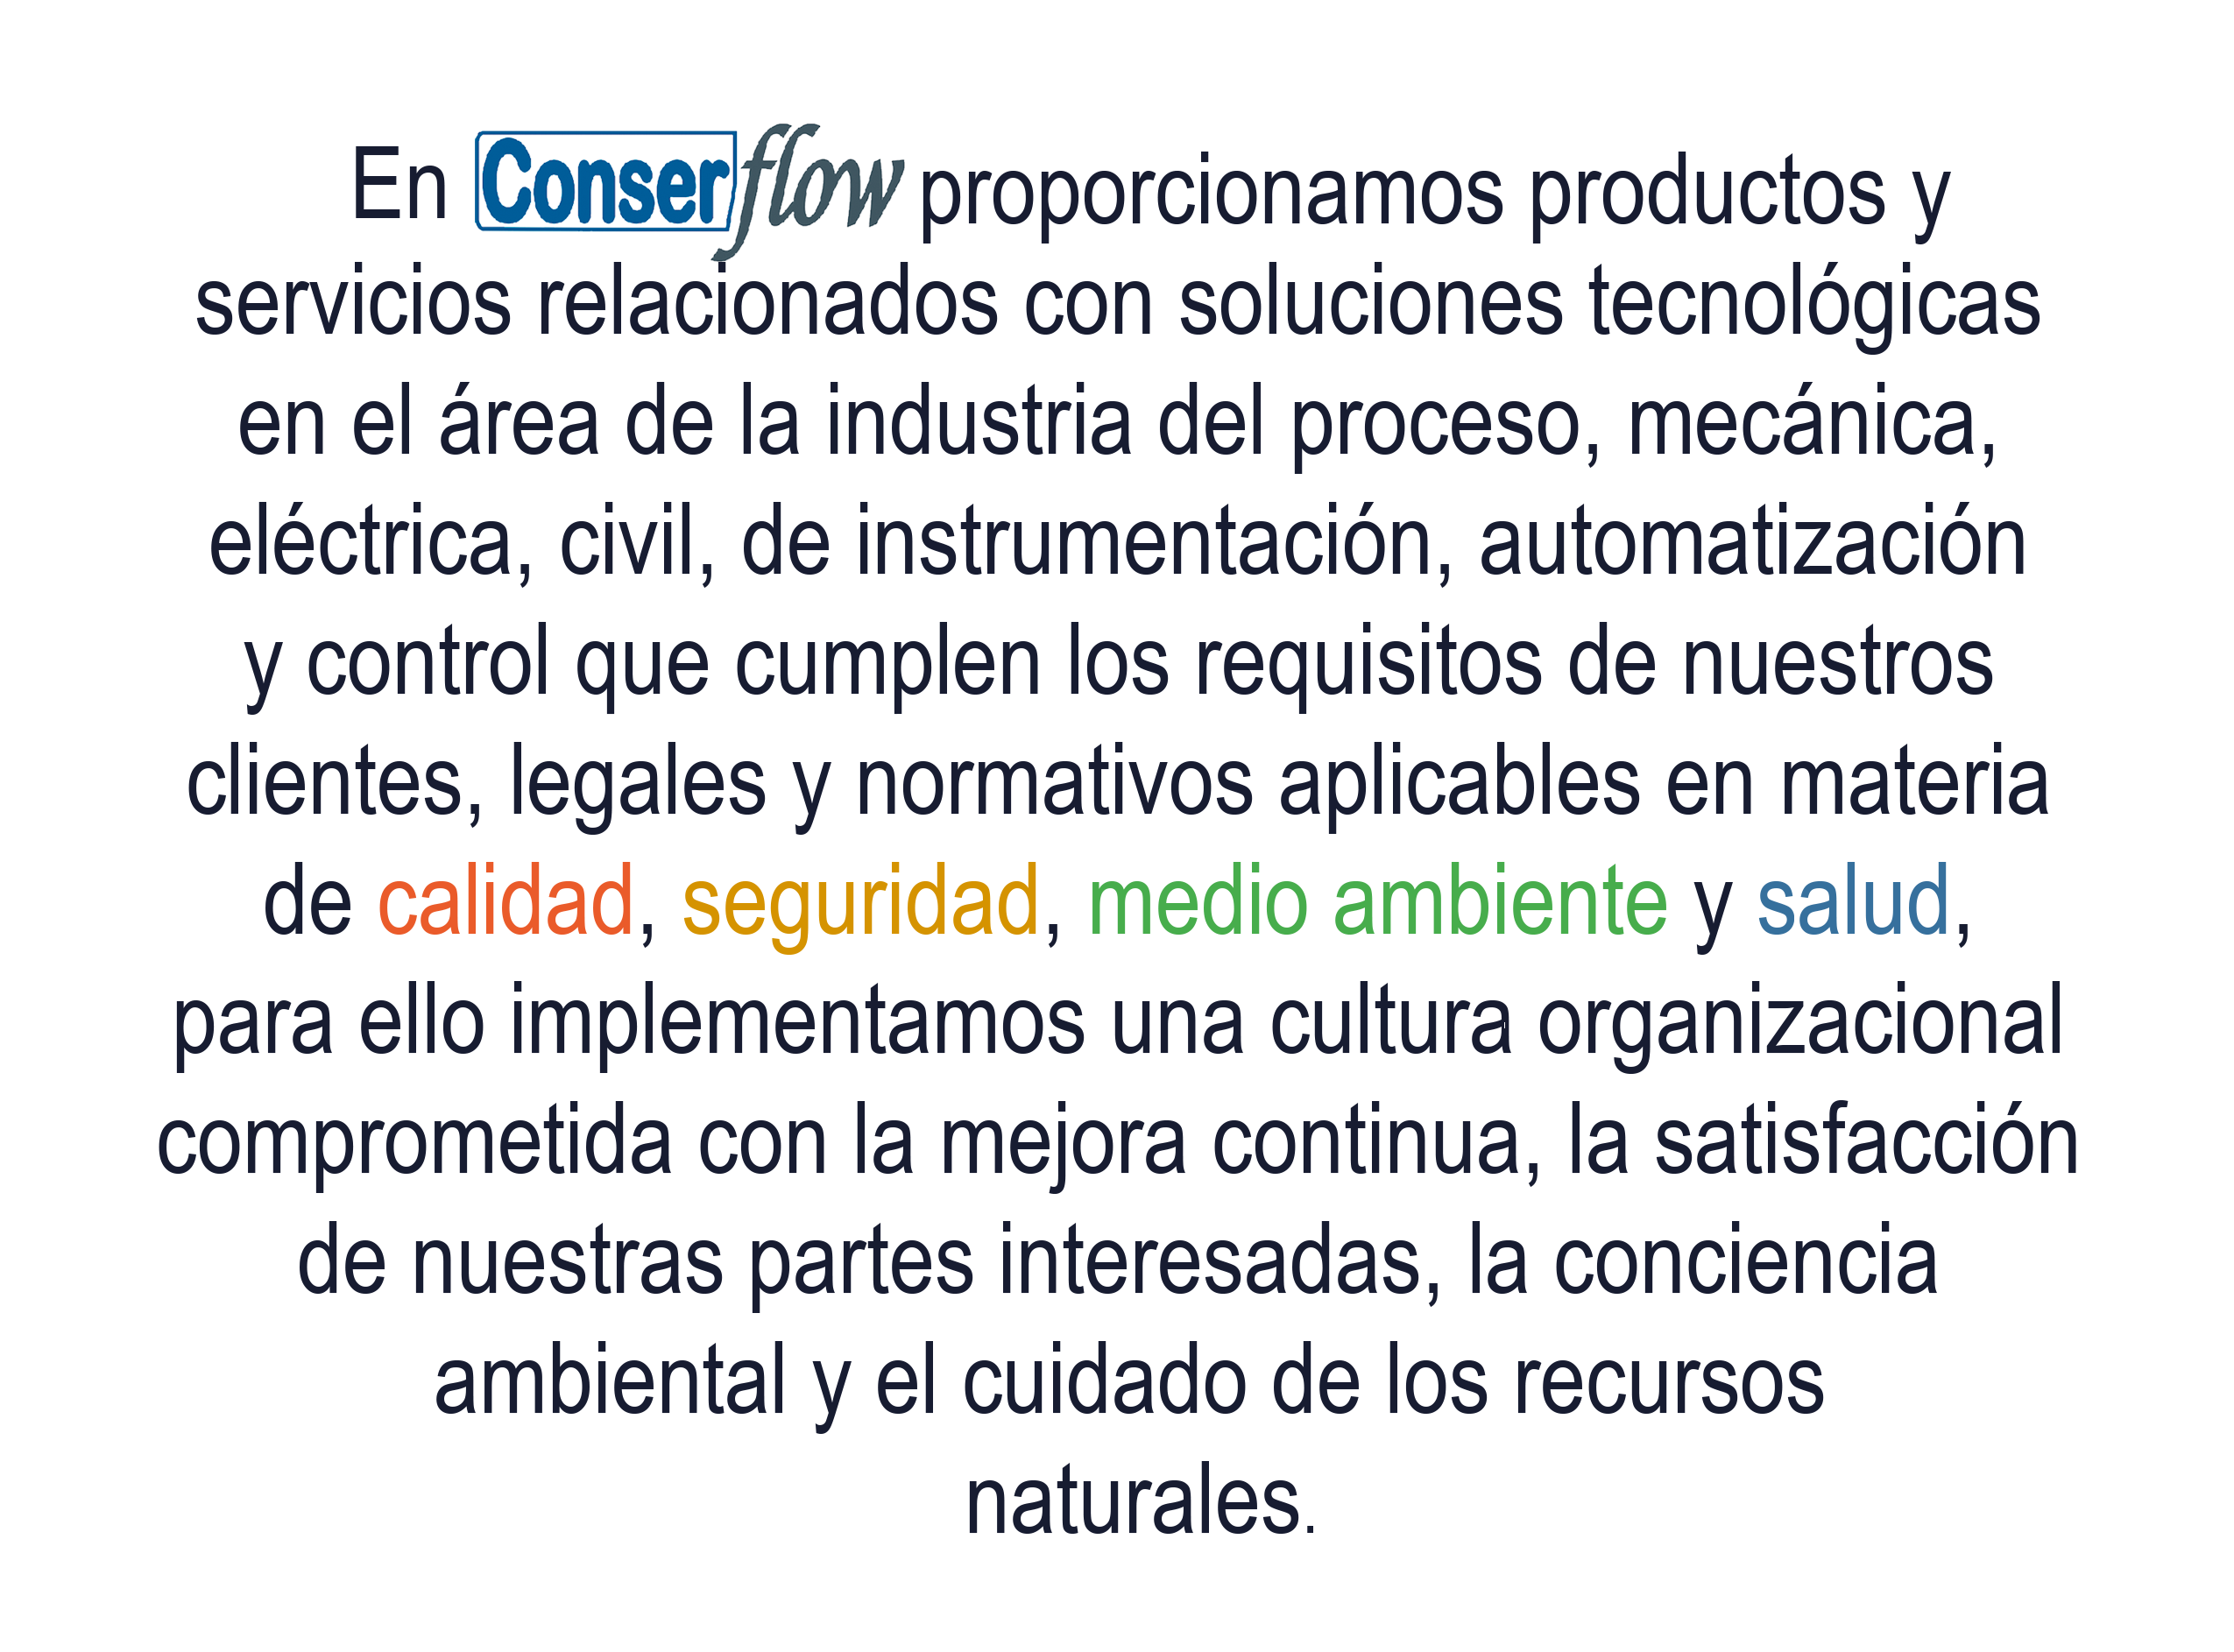 En Conserflow proporcionamos productos y
servicios relacionados con soluciones tecnológicas
en el área de la industria del proceso, mecánica,
eléctrica, civil, de instrumentación, automatización
y control que cumplen los requisitos de nuestros
clientes, legales y normativos aplicables en materia
de calidad, seguridad, medio ambiente y salud,
para ello implementamos una cultura organizacional
comprometida con la mejora continua, la satisfacción
de nuestras partes interesadas, la conciencia
ambiental y el cuidado de los recursos
naturales.